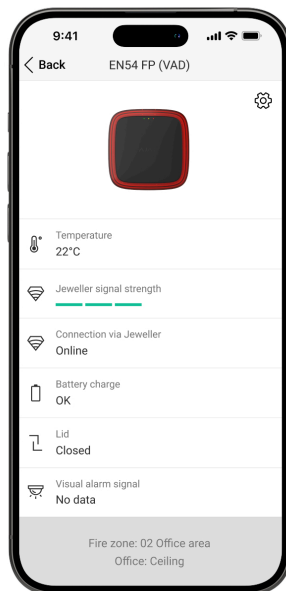 9:41
Back
EN54 FP (VAD)
Temperature
22°C
Jeweller signal strength
Connection via Jeweller
Online
Battery charge
OK
Lid
Closed
Visual alarm signal
No data
Fire zone: 02 Office area
Office: Ceiling